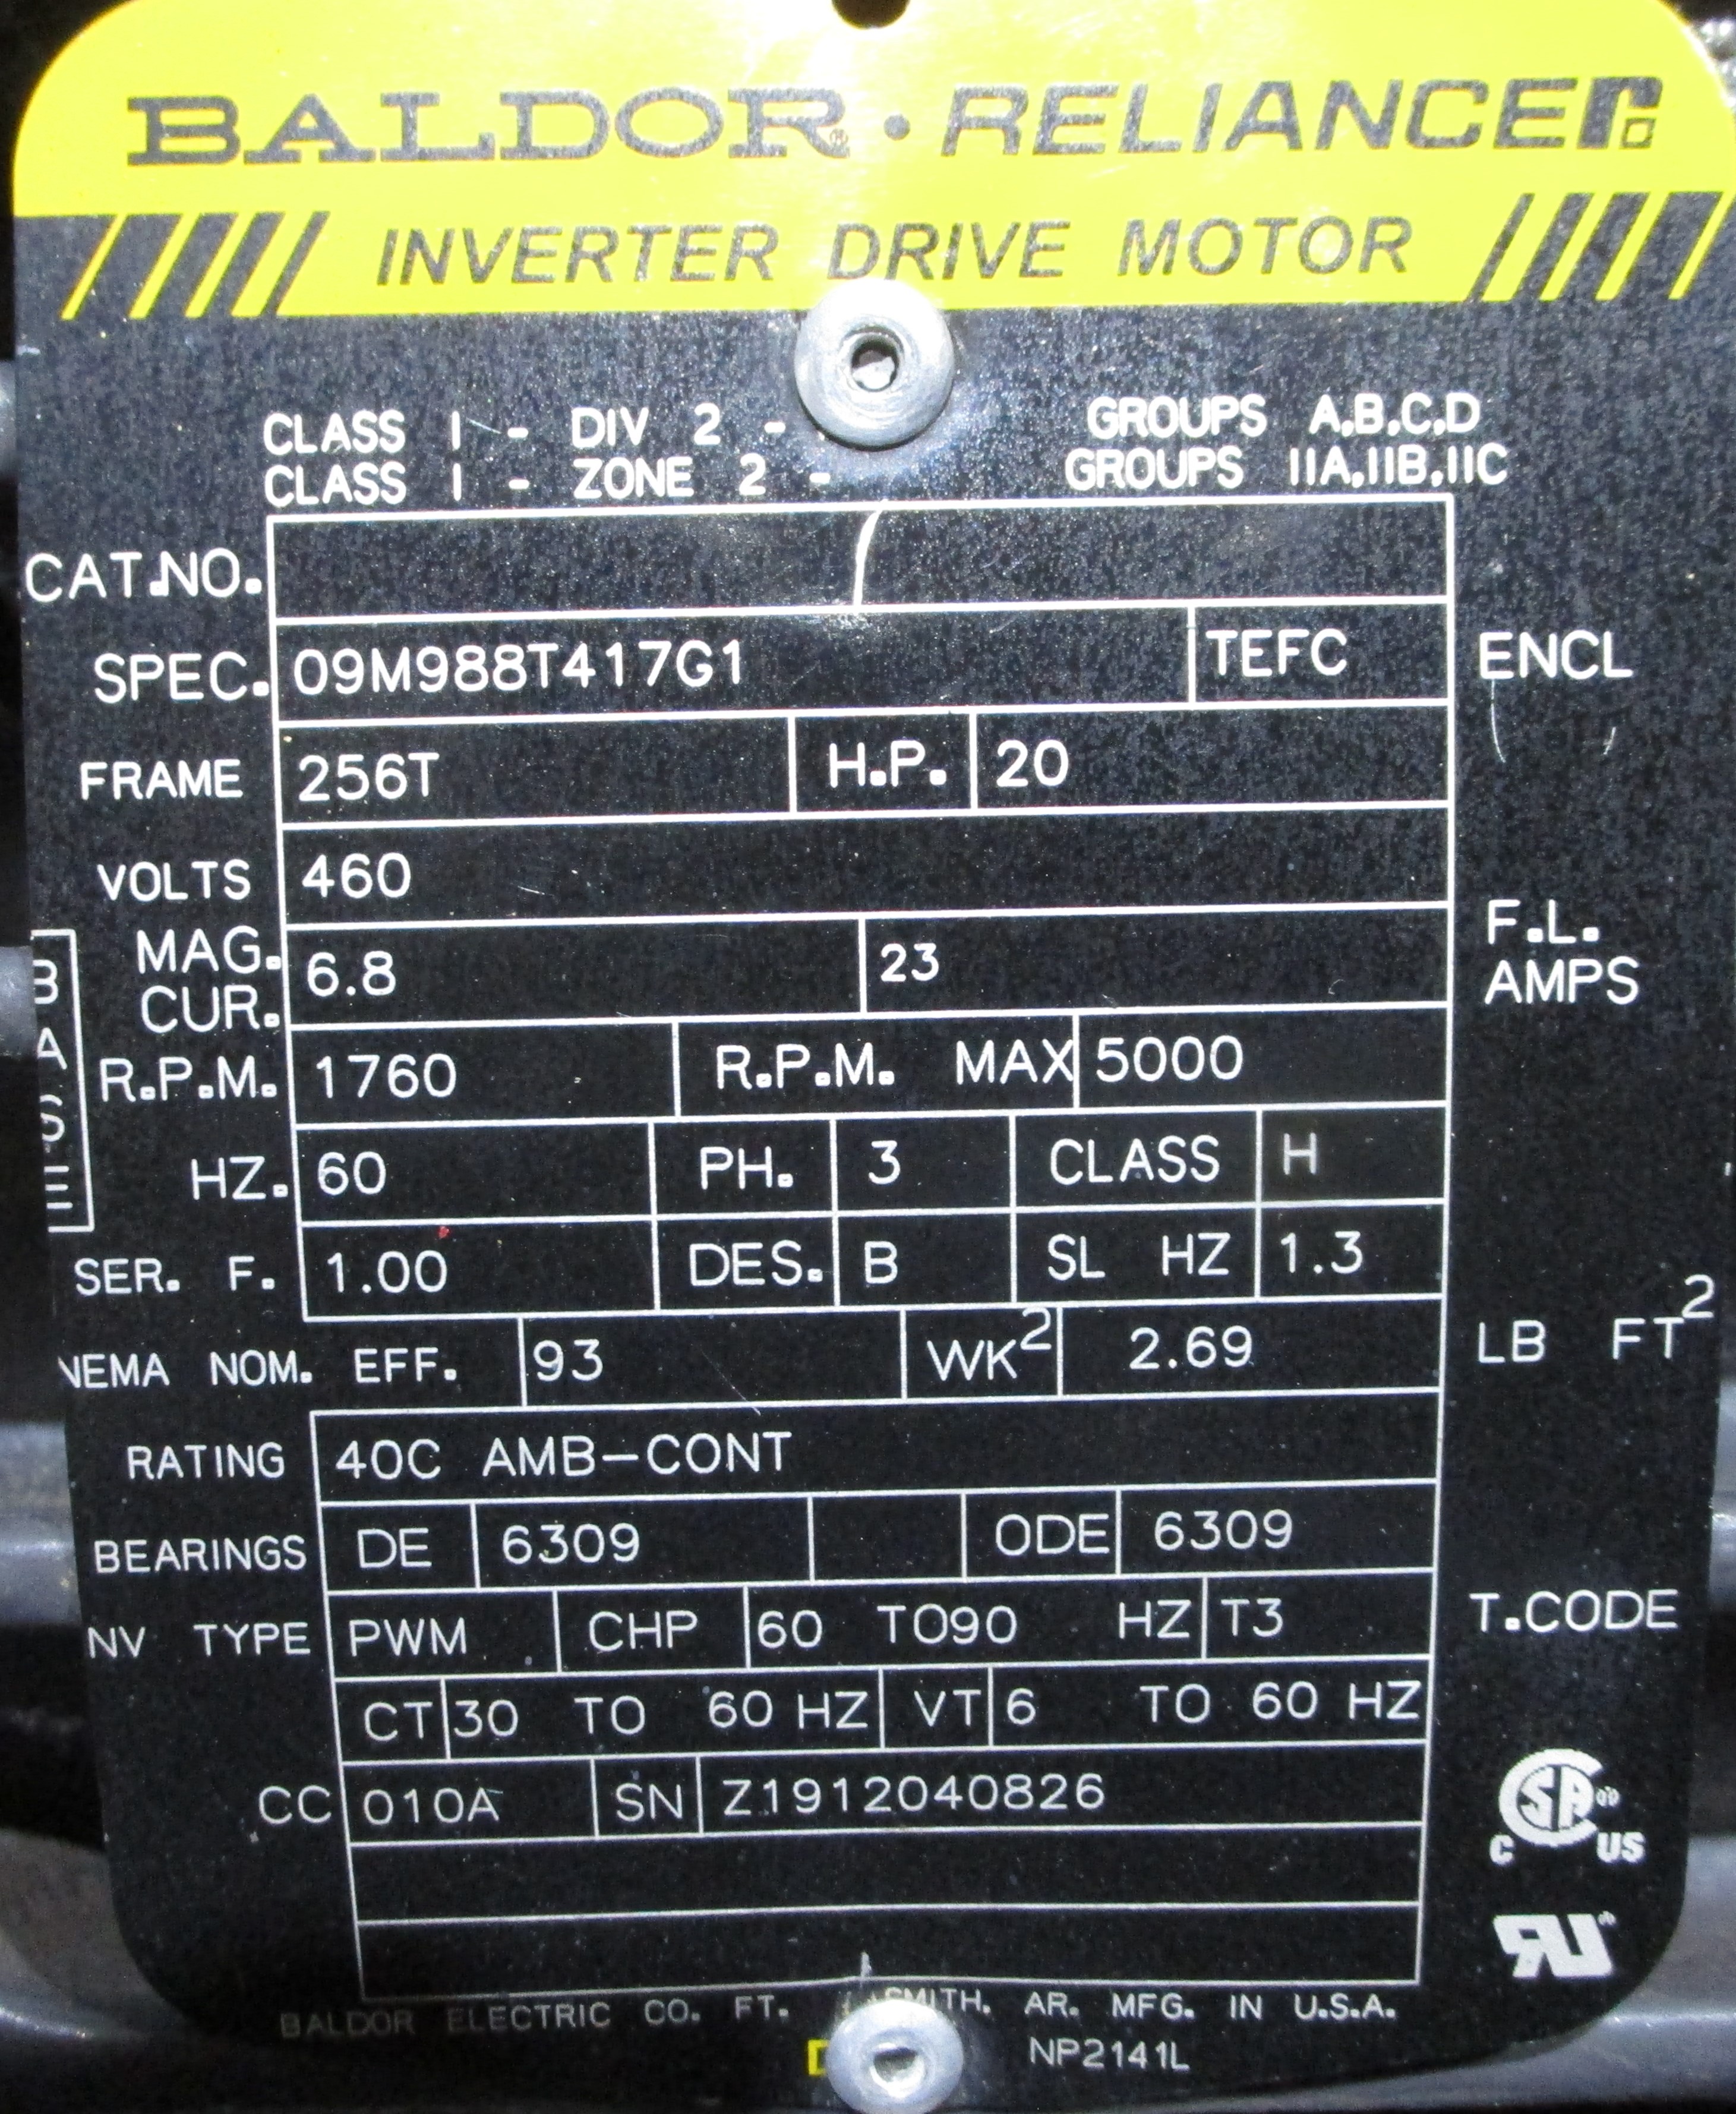 BALDOR® • RELIANCE
INVERTER DRIVE MOTOR
CLASS I - DIV 2 - GROUPS A,B,C,D
CLASS I - ZONE 2 - GROUPS IIA,IIB,IIC
CAT.NO.
SPEC. 09M988T417G1 TEFC ENCL
FRAME 256T H.P. 20
VOLTS 460
BASE
MAG. CUR. 6.8 23 F.L. AMPS
R.P.M. 1760 R.P.M. MAX 5000
HZ. 60 PH. 3 CLASS H
SER. F. 1.00 DES. B SL HZ 1.3
NEMA NOM. EFF. 93 WK² 2.69 LB FT²
RATING 40C AMB-CONT
BEARINGS DE 6309 ODE 6309
NV TYPE PWM CHP 60 TO90 HZ T3 T.CODE
CT 30 TO 60 HZ VT 6 TO 60 HZ
CC 010A SN Z1912040826
SA C US
RU
BALDOR ELECTRIC CO. FT. SMITH. AR. MFG. IN U.S.A.
NP2141L